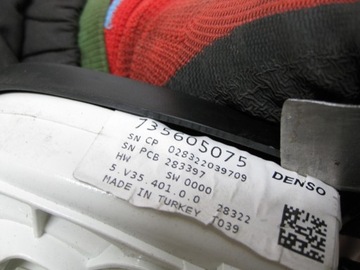 735605075
SN CP 028322039709
SN PCB 283397
HW SW 0000
5.V35.401.0.0 28322
MADE IN TURKEY T039
DENSO